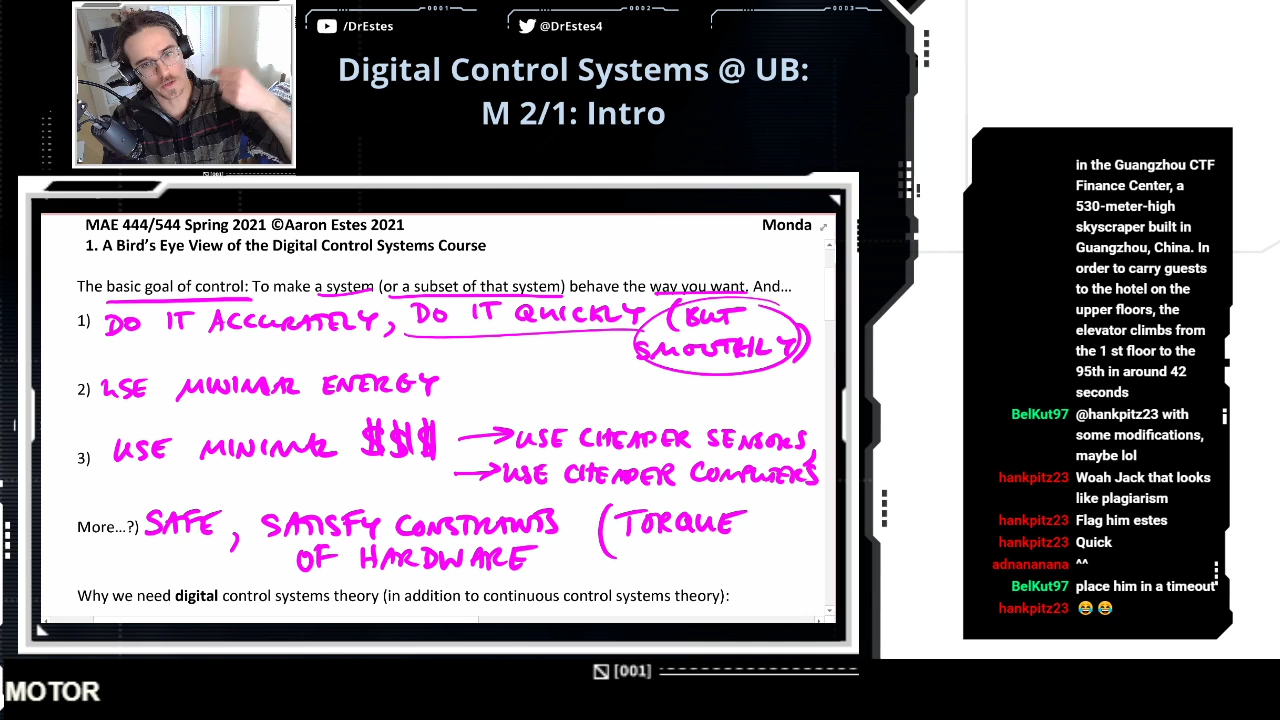 /DrEstes
0001
@DrEstes4
0002
0003
Digital Control Systems @ UB:
M 2/1: Intro
[001]
MAE 444/544 Spring 2021 ©Aaron Estes 2021
Monda
1. A Bird’s Eye View of the Digital Control Systems Course
The basic goal of control: To make a system (or a subset of that system) behave the way you want. And...
1) DO IT ACCURATELY, DO IT QUICKLY (BUT
SMOOTHLY)
2) USE MINIMAL ENERGY
3) USE MINIMAL $$$ → USE CHEAPER SENSORS,
→ USE CHEAPER COMPUTERS
More...?) SAFE, SATISFY CONSTRAINTS (TORQUE
OF HARDWARE
Why we need digital control systems theory (in addition to continuous control systems theory):
[001]
MOTOR
in the Guangzhou CTF
Finance Center, a
530-meter-high
skyscraper built in
Guangzhou, China. In
order to carry guests
to the hotel on the
upper floors, the
elevator climbs from
the 1 st floor to the
95th in around 42
seconds
BelKut97 @hankpitz23 with
some modifications,
maybe lol
hankpitz23 Woah Jack that looks
like plagiarism
hankpitz23 Flag him estes
hankpitz23 Quick
adnananana ^^
BelKut97 place him in a timeout
hankpitz23 😂 😂